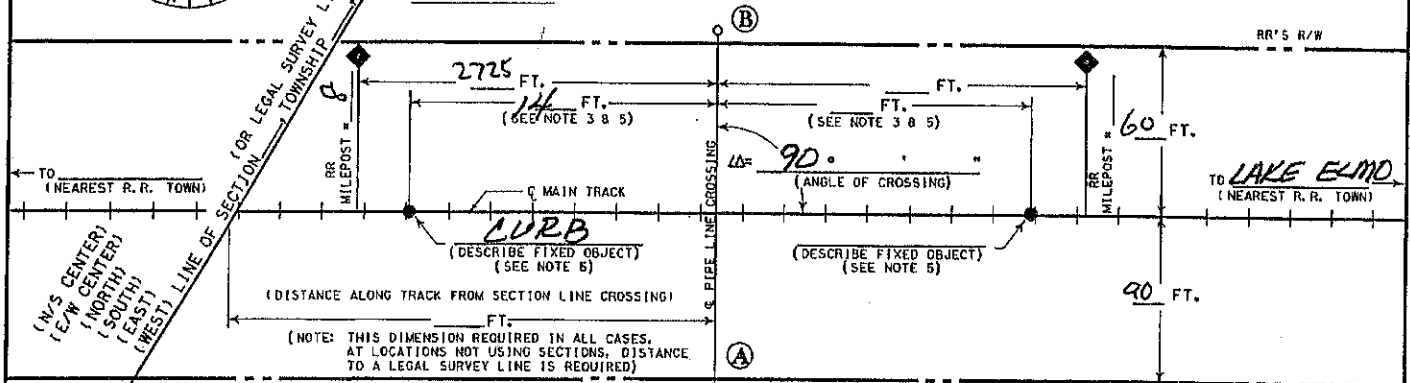 (OR LEGAL SURVEY
B
RR'S R/W
2725 FT.
FT.
14 FT.
(SEE NOTE 3 & 5)
FT.
(SEE NOTE 3 & 5)
RR
MILEPOST # 8
RR
MILEPOST #
60 FT.
90 ° ' "
(ANGLE OF CROSSING)
TO
(NEAREST R.R. TOWN)
TO LAKE ELMO
(NEAREST R.R. TOWN)
MAIN TRACK
PIPE LINE CROSSING
CURB
(DESCRIBE FIXED OBJECT)
(SEE NOTE 6)
(DESCRIBE FIXED OBJECT)
(SEE NOTE 5)
(N/S CENTER)
(E/W CENTER)
(NORTH)
(SOUTH)
(EAST)
(WEST) LINE OF SECTION , TOWNSHIP
(DISTANCE ALONG TRACK FROM SECTION LINE CROSSING)
FT.
90 FT.
(NOTE: THIS DIMENSION REQUIRED IN ALL CASES.
AT LOCATIONS NOT USING SECTIONS, DISTANCE
TO A LEGAL SURVEY LINE IS REQUIRED)
A